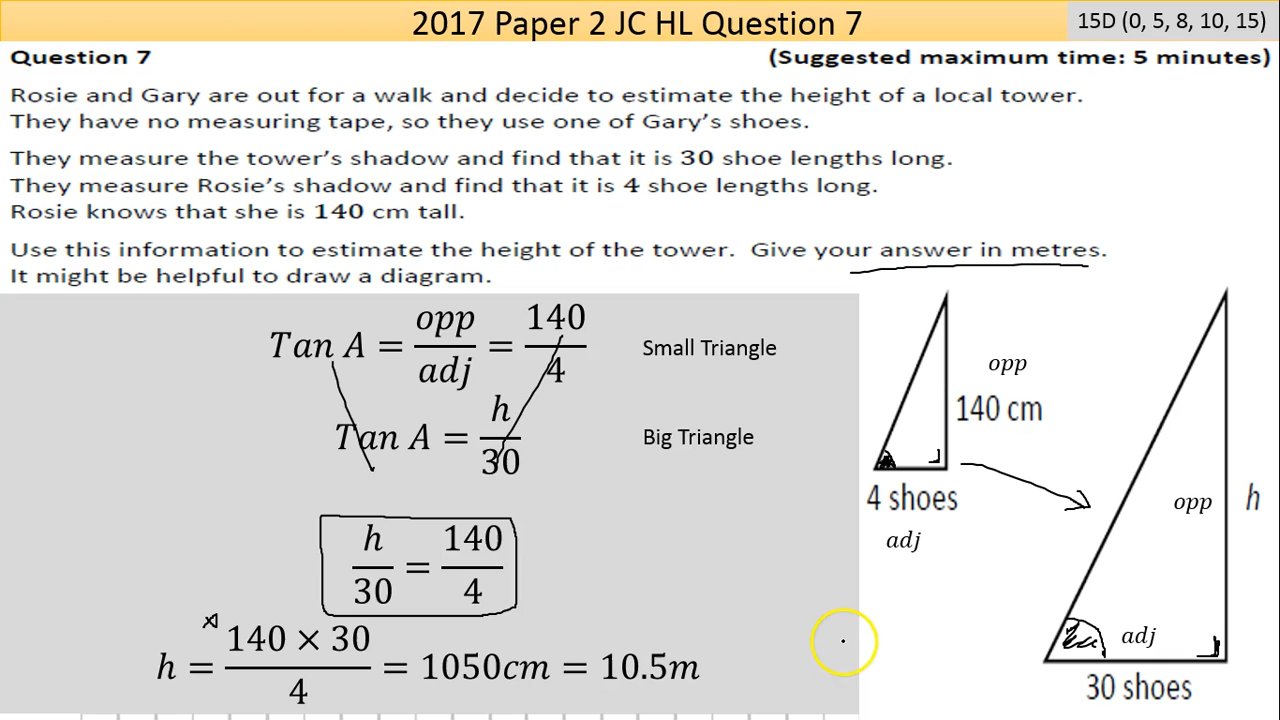 2017 Paper 2 JC HL Question 7
15D (0, 5, 8, 10, 15)
Question 7 (Suggested maximum time: 5 minutes)
Rosie and Gary are out for a walk and decide to estimate the height of a local tower.
They have no measuring tape, so they use one of Gary's shoes.
They measure the tower's shadow and find that it is 30 shoe lengths long.
They measure Rosie's shadow and find that it is 4 shoe lengths long.
Rosie knows that she is 140 cm tall.
Use this information to estimate the height of the tower. Give your answer in metres.
It might be helpful to draw a diagram.
Tan A = opp/adj = 140/4 Small Triangle
Tan A = h/30 Big Triangle
h/30 = 140/4
h = 140 × 30/4 = 1050cm = 10.5m
opp
140 cm
4 shoes
adj
opp h
adj
30 shoes